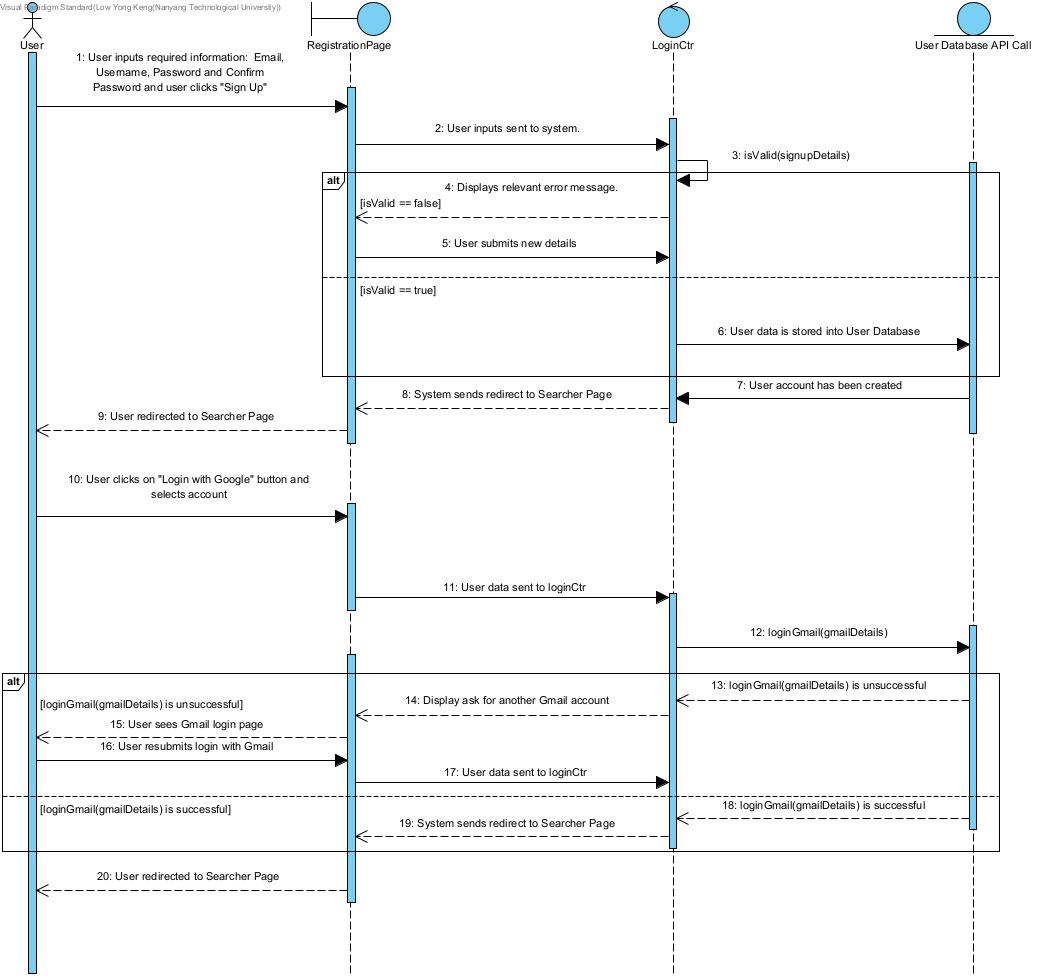 Visual Paradigm Standard(Low Yong Keng(Nanyang Technological University))
User
RegistrationPage
LoginCtr
User Database API Call
1: User inputs required information: Email,
Username, Password and Confirm
Password and user clicks "Sign Up"
2: User inputs sent to system.
3: isValid(signupDetails)
alt
4: Displays relevant error message.
[isValid == false]
5: User submits new details
[isValid == true]
6: User data is stored into User Database
7: User account has been created
8: System sends redirect to Searcher Page
9: User redirected to Searcher Page
10: User clicks on "Login with Google" button and
selects account
11: User data sent to loginCtr
12: loginGmail(gmailDetails)
alt
13: loginGmail(gmailDetails) is unsuccessful
14: Display ask for another Gmail account
[loginGmail(gmailDetails) is unsuccessful]
15: User sees Gmail login page
16: User resubmits login with Gmail
17: User data sent to loginCtr
[loginGmail(gmailDetails) is successful]
18: loginGmail(gmailDetails) is successful
19: System sends redirect to Searcher Page
20: User redirected to Searcher Page